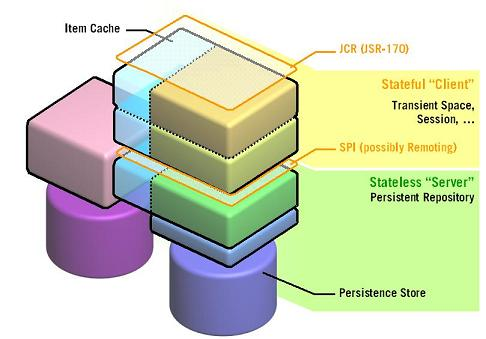 Item Cache
JCR (JSR-170)
Stateful “Client”
Transient Space,
Session, ...
SPI (possibly Remoting)
Stateless “Server”
Persistent Repository
Persistence Store